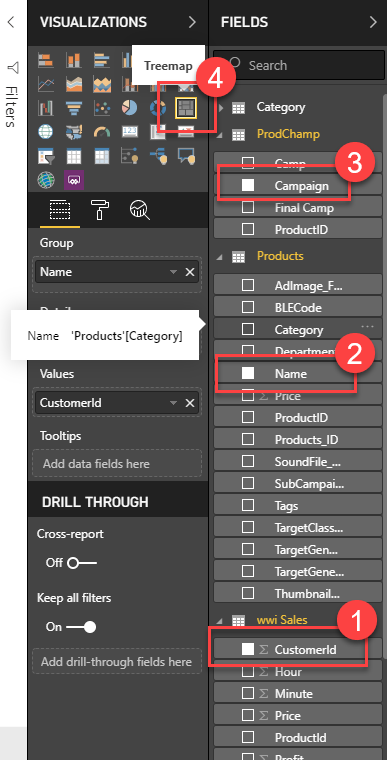 VISUALIZATIONS
Treemap
4
Filters
Group
Name
Name 'Products'[Category]
Values
CustomerId
Tooltips
Add data fields here
DRILL THROUGH
Cross-report
Off
Keep all filters
On
Add drill-through fields here
FIELDS
Search
Category
ProdChamp
Camp
3
Campaign
Final Camp
ProductID
Products
AdImage_F...
BLECode
Category
...
Departmen
2
Name
Σ Price
ProductID
Products_ID
SoundFile_...
SubCampai...
Tags
TargetClass...
TargetGen...
TargetGene...
Thumbnail...
wwi Sales
1
Σ CustomerId
Σ Hour
Σ Minute
Σ Price
ProductId
Σ Profit